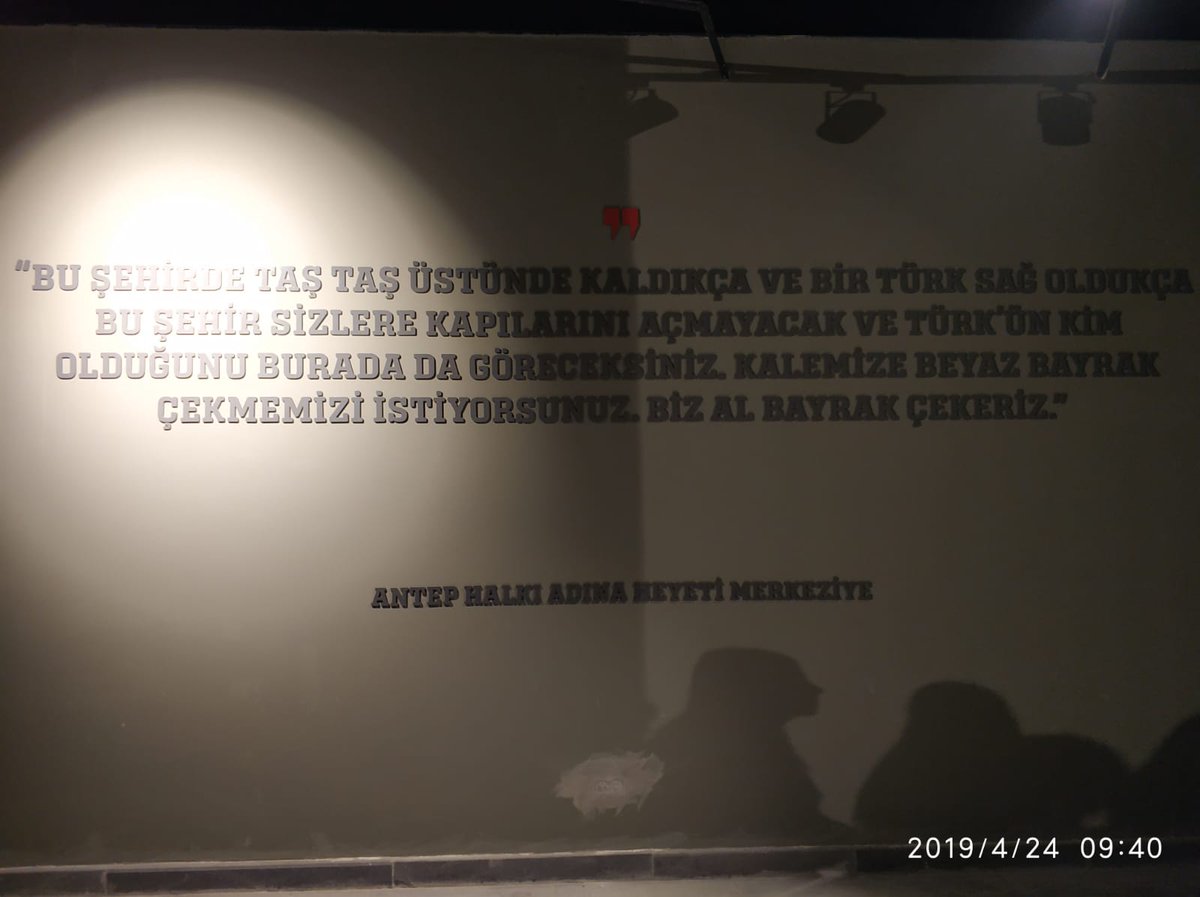 "BU ŞEHİRDE TAŞ TAŞ ÜSTÜNDE KALDIKÇA VE BİR TÜRK SAĞ OLDUKÇA
BU ŞEHİR SİZLERE KAPILARINI AÇMAYACAK VE TÜRK'ÜN KİM
OLDUĞUNU BURADA DA GÖRECEKSİNİZ. KALEMİZE BEYAZ BAYRAK
ÇEKMEMİZİ İSTİYORSUNUZ. BİZ AL BAYRAK ÇEKERİZ."
ANTEP HALKI ADINA HEYETİ MERKEZİYE
2019/4/24 09:40